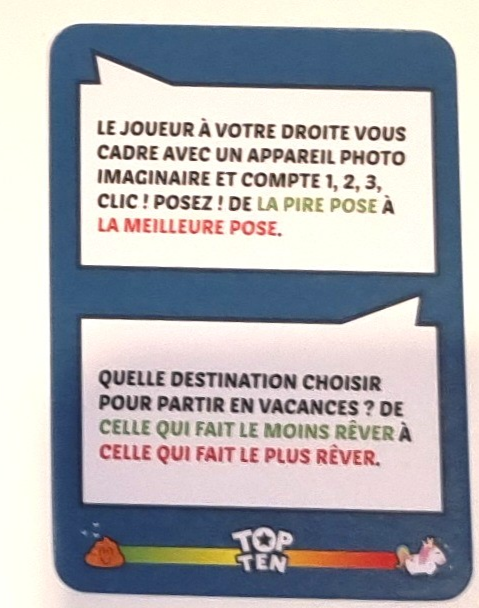 LE JOUEUR À VOTRE DROITE VOUS
CADRE AVEC UN APPAREIL PHOTO
IMAGINAIRE ET COMPTE 1, 2, 3,
CLIC ! POSEZ ! DE LA PIRE POSE À
LA MEILLEURE POSE.
QUELLE DESTINATION CHOISIR
POUR PARTIR EN VACANCES ? DE
CELLE QUI FAIT LE MOINS RÊVER À
CELLE QUI FAIT LE PLUS RÊVER.
TOP
TEN